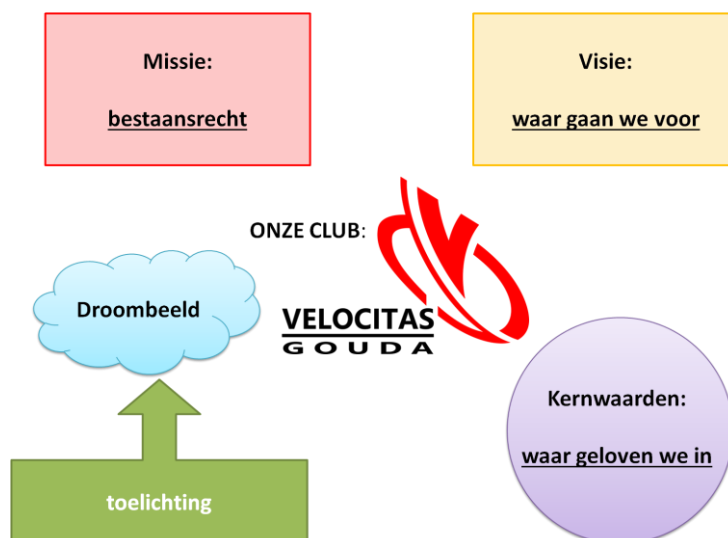 Missie:
bestaansrecht
Visie:
waar gaan we voor
ONZE CLUB:
VELOCITAS
GOUDA
Droombeeld
toelichting
Kernwaarden:
waar geloven we in